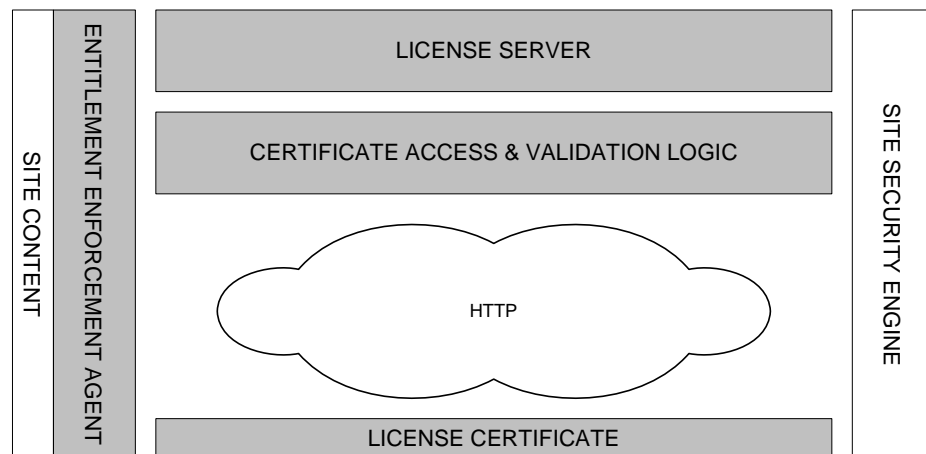 SITE CONTENT
ENTITLEMENT ENFORCEMENT AGENT
LICENSE SERVER
CERTIFICATE ACCESS & VALIDATION LOGIC
HTTP
LICENSE CERTIFICATE
SITE SECURITY ENGINE